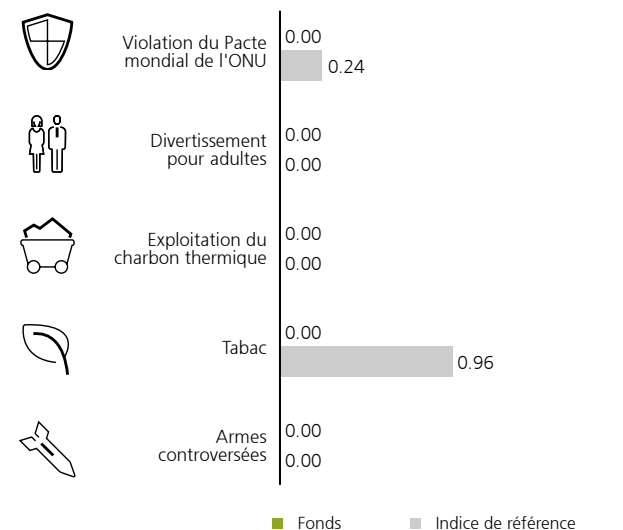 Violation du Pacte
mondial de l'ONU
0.00
0.24
Divertissement
pour adultes
0.00
0.00
Exploitation du
charbon thermique
0.00
0.00
Tabac
0.00
0.96
Armes
controversées
0.00
0.00
Fonds
Indice de référence